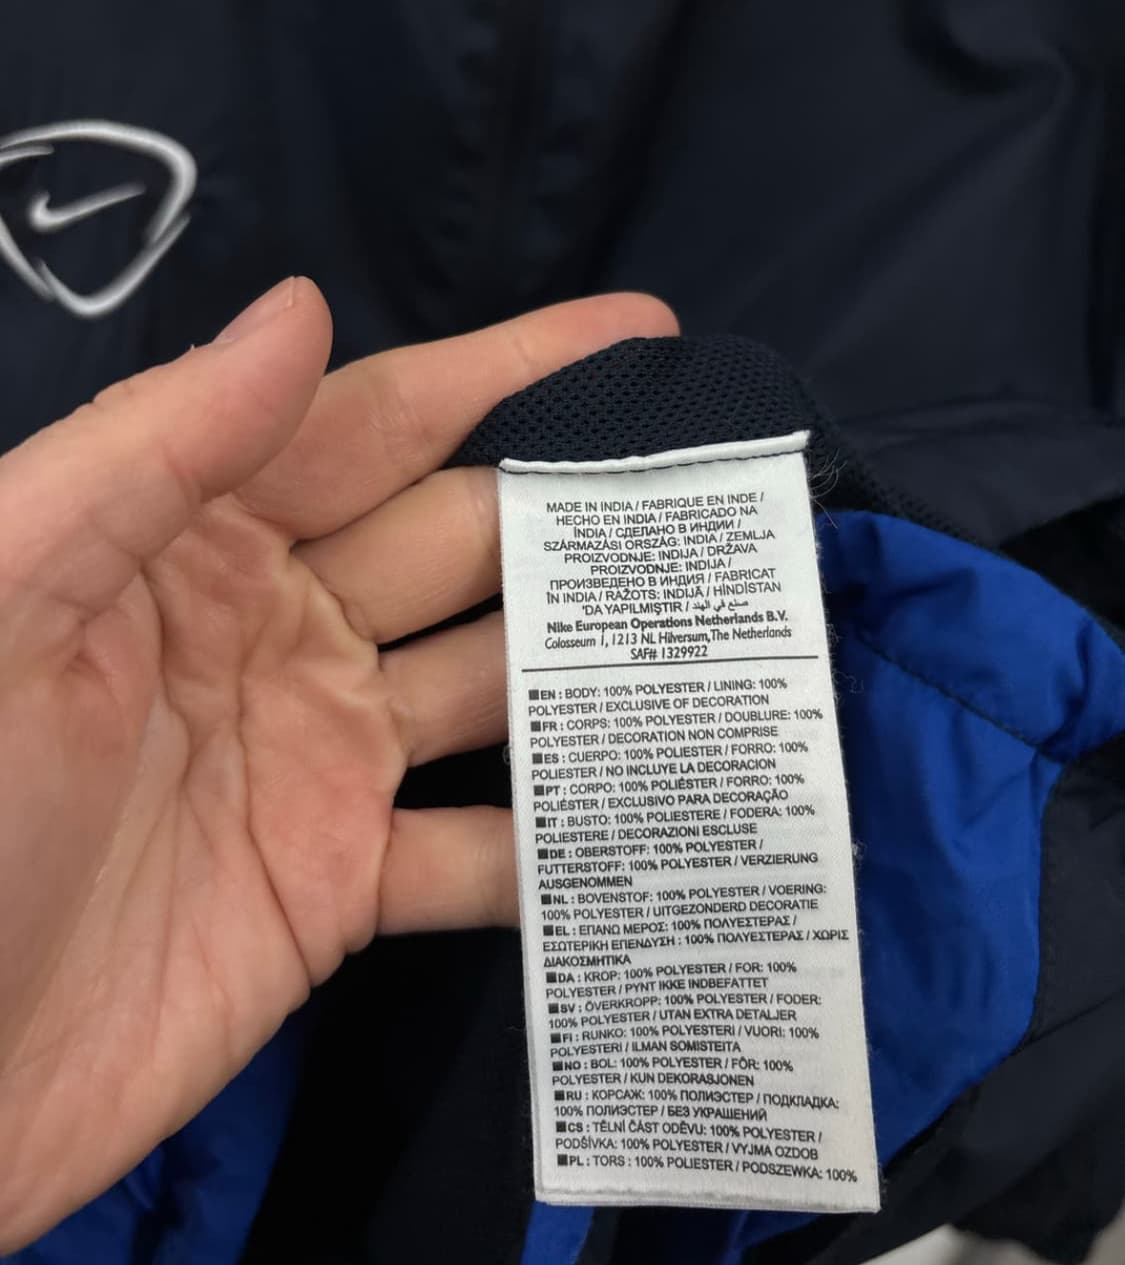 MADE IN INDIA / FABRIQUE EN INDE /
HECHO EN INDIA / FABRICADO NA
ÍNDIA / СДЕЛАНО В ИНДИИ /
SZÁRMAZÁSI ORSZÁG: INDIA / ZEMLJA
PROIZVODNJE: INDIJA / DRŽAVA
PROIZVODNJE: INDIJA /
ПРОИЗВЕДЕНО В ИНДИЯ / FABRICAT
ÎN INDIA / RAŽOTS: INDIJĀ / HİNDİSTAN
'DA YAPILMIŞTIR / صنع في الهند
Nike European Operations Netherlands B.V.
Colosseum 1, 1213 NL Hilversum, The Netherlands
SAF# 1329922
■EN : BODY: 100% POLYESTER / LINING: 100%
POLYESTER / EXCLUSIVE OF DECORATION
■FR : CORPS: 100% POLYESTER / DOUBLURE: 100%
POLYESTER / DECORATION NON COMPRISE
■ES : CUERPO: 100% POLIESTER / FORRO: 100%
POLIESTER / NO INCLUYE LA DECORACION
■PT : CORPO: 100% POLIÉSTER / FORRO: 100%
POLIÉSTER / EXCLUSIVO PARA DECORAÇÃO
■IT : BUSTO: 100% POLIESTERE / FODERA: 100%
POLIESTERE / DECORAZIONI ESCLUSE
■DE : OBERSTOFF: 100% POLYESTER /
FUTTERSTOFF: 100% POLYESTER / VERZIERUNG
AUSGENOMMEN
■NL : BOVENSTOF: 100% POLYESTER / VOERING:
100% POLYESTER / UITGEZONDERD DECORATIE
■EL : ΕΠΑΝΩ ΜΕΡΟΣ: 100% ΠΟΛΥΕΣΤΕΡΑΣ /
ΕΣΩΤΕΡΙΚΗ ΕΠΕΝΔΥΣΗ : 100% ΠΟΛΥΕΣΤΕΡΑΣ / ΧΩΡΙΣ
ΔΙΑΚΟΣΜΗΤΙΚΑ
■DA : KROP: 100% POLYESTER / FOR: 100%
POLYESTER / PYNT IKKE INDBEFATTET
■SV : ÖVERKROPP: 100% POLYESTER / FODER:
100% POLYESTER / UTAN EXTRA DETALJER
■FI : RUNKO: 100% POLYESTERI / VUORI: 100%
POLYESTERI / ILMAN SOMISTEITA
■NO : BOL: 100% POLYESTER / FÔR: 100%
POLYESTER / KUN DEKORASJONEN
■RU : КОРСАЖ: 100% ПОЛИЭСТЕР / ПОДКЛАДКА:
100% ПОЛИЭСТЕР / БЕЗ УКРАШЕНИЙ
■CS : TĚLNÍ ČÁST ODĚVU: 100% POLYESTER /
PODŠÍVKA: 100% POLYESTER / VYJMA OZDOB
■PL : TORS : 100% POLIESTER / PODSZEWKA: 100%